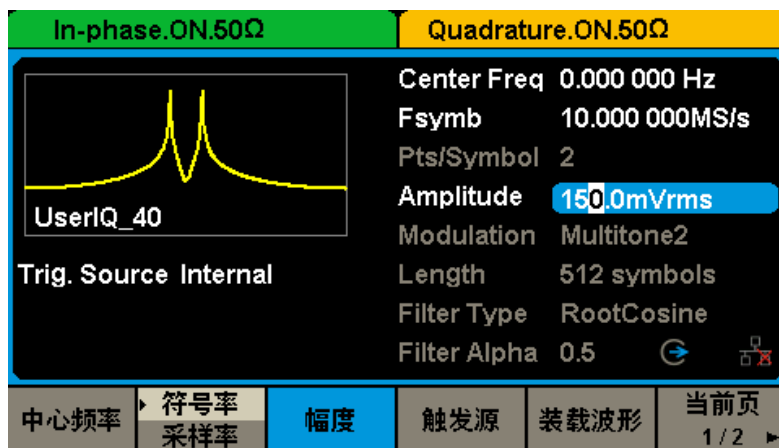 In-phase.ON.50Ω
Quadrature.ON.50Ω
UserIQ_40
Trig. Source Internal
Center Freq 0.000 000 Hz
Fsymb 10.000 000MS/s
Pts/Symbol 2
Amplitude 150.0mVrms
Modulation Multitone2
Length 512 symbols
Filter Type RootCosine
Filter Alpha 0.5
中心频率
符号率
采样率
幅度
触发源
装载波形
当前页
1/2